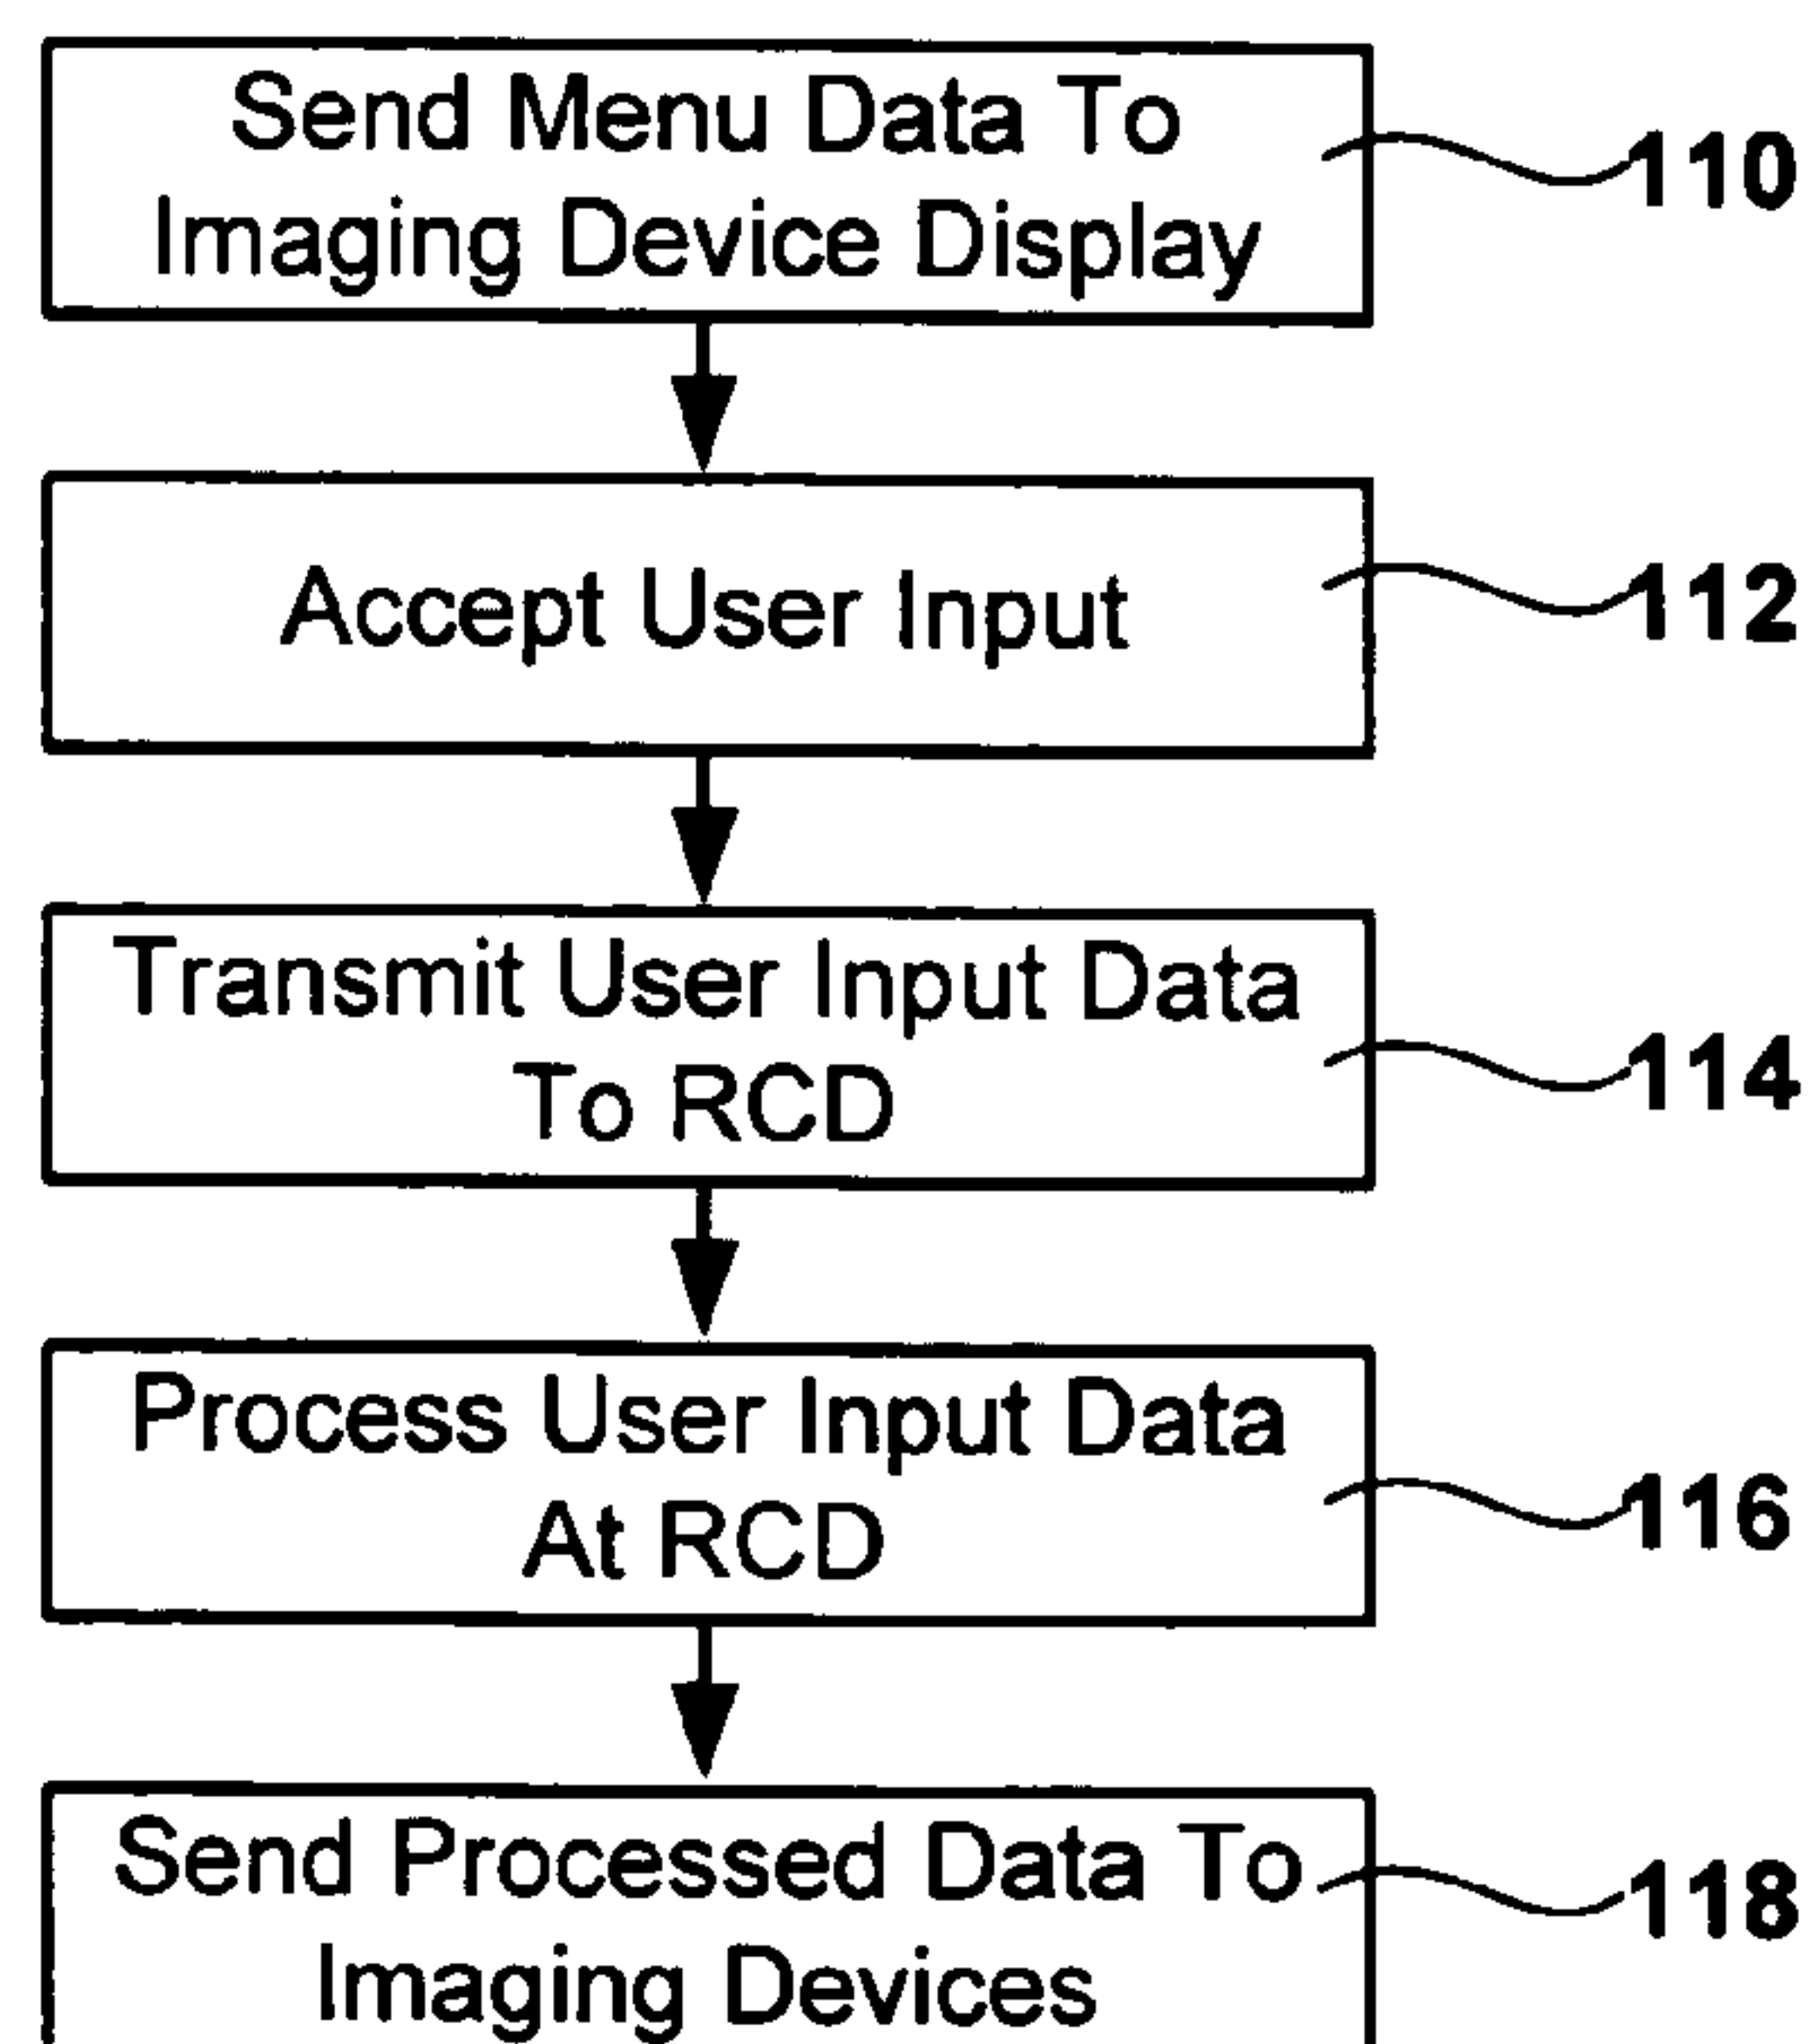 Send Menu Data To
Imaging Device Display
110
Accept User Input
112
Transmit User Input Data
To RCD
114
Process User Input Data
At RCD
116
Send Processed Data To
Imaging Devices
118